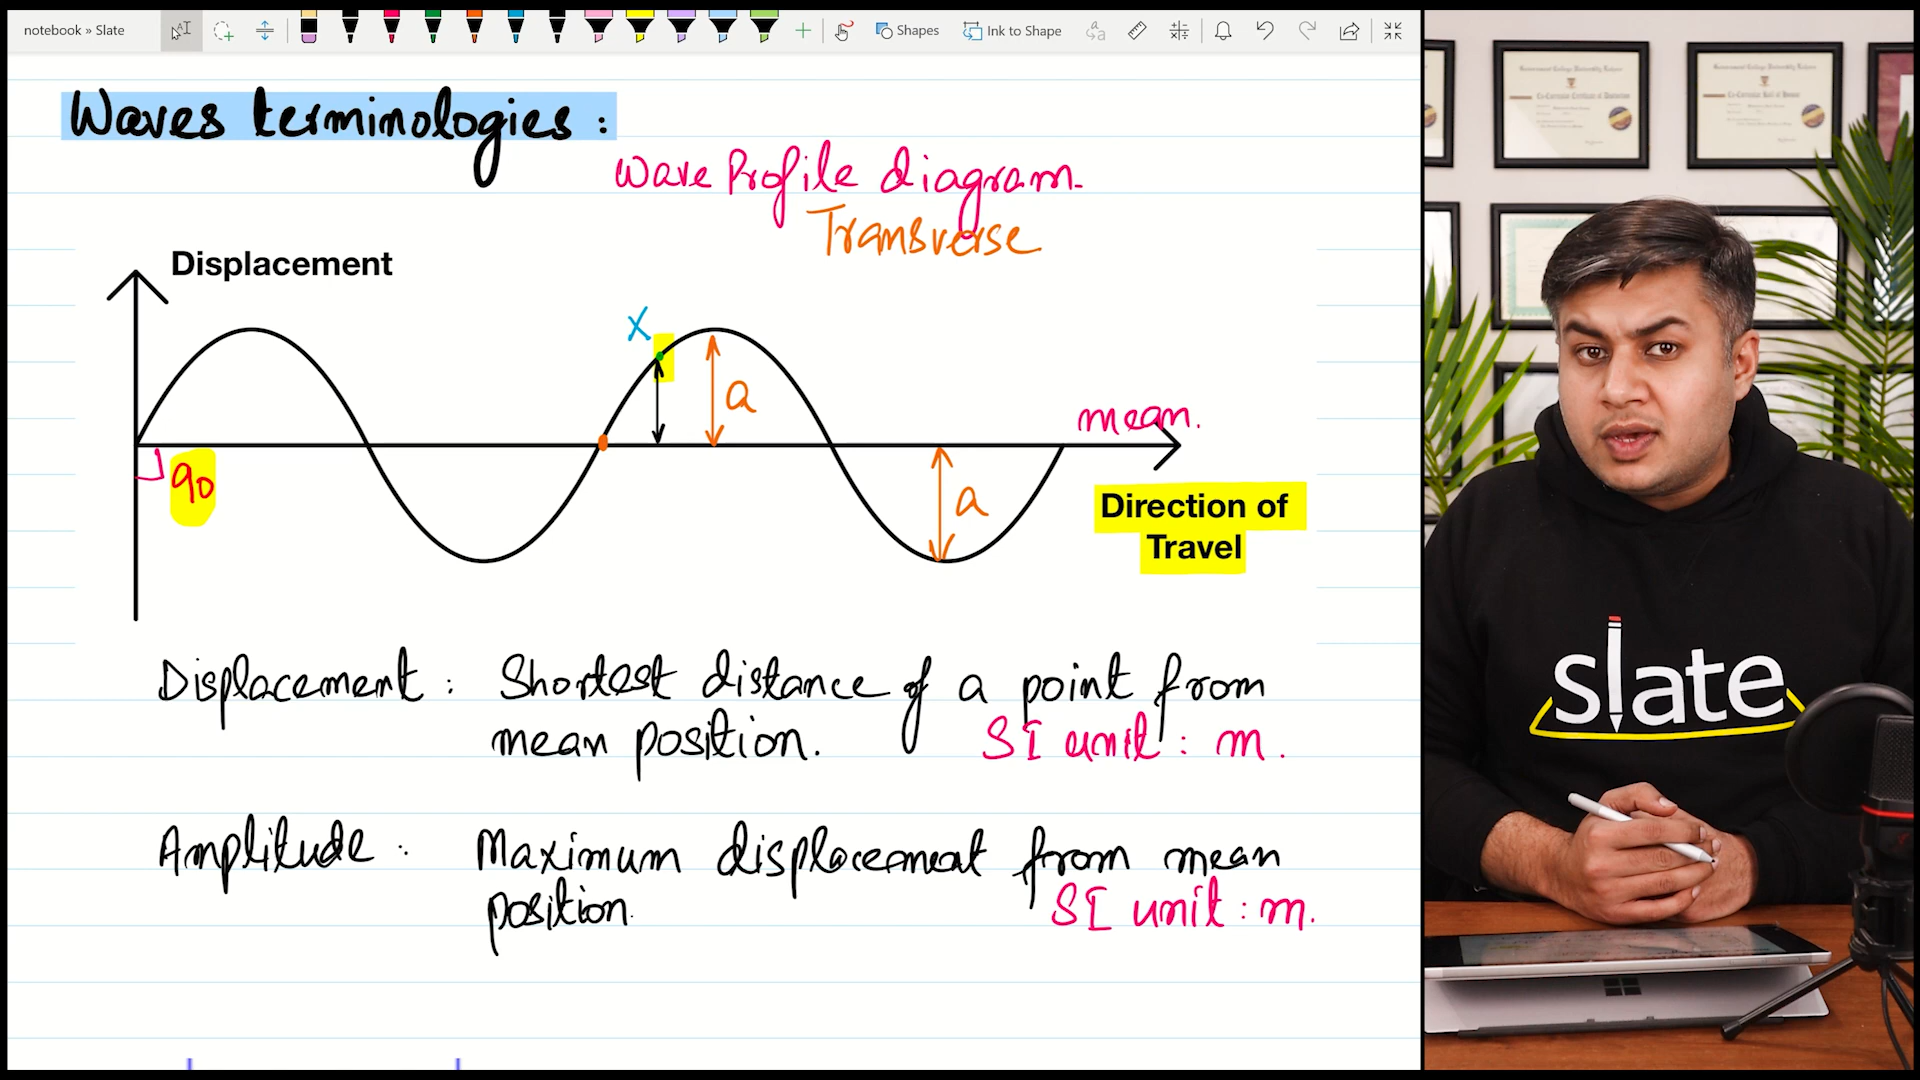 notebook » Slate
Shapes
Ink to Shape
Waves terminologies :
Wave Profile diagram.
Transverse
Displacement
x
a
mean.
90
a
Direction of
Travel
Displacement : Shortest distance of a point from
mean position. SI unit : m.
Amplitude : Maximum displacement from mean
position. SI unit : m.
slate